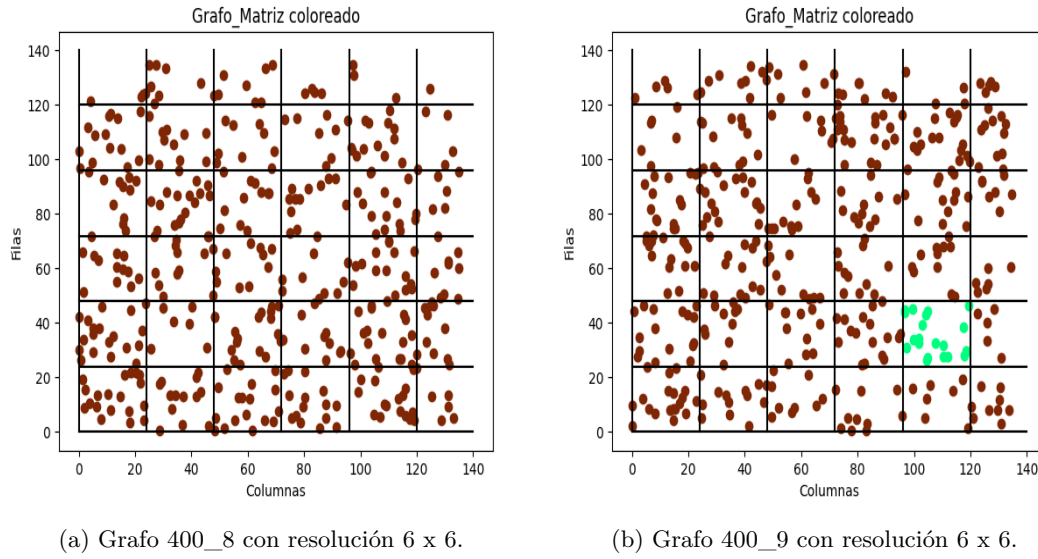 Grafo_Matriz coloreado
140
120
100
80
60
40
20
0
Filas
0 20 40 60 80 100 120 140
Columnas
(a) Grafo 400_8 con resolución 6 x 6.
Grafo_Matriz coloreado
140
120
100
80
60
40
20
0
Filas
0 20 40 60 80 100 120 140
Columnas
(b) Grafo 400_9 con resolución 6 x 6.